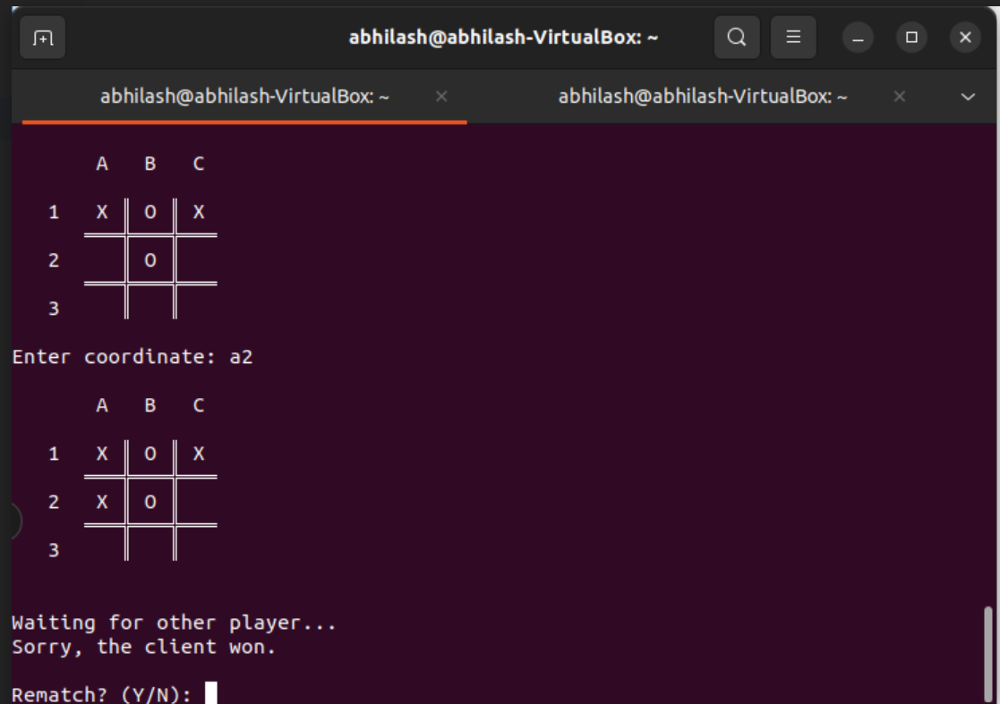 abhilash@abhilash-VirtualBox: ~
abhilash@abhilash-VirtualBox: ~ abhilash@abhilash-VirtualBox: ~
A B C
1 X O X
2 O
3
Enter coordinate: a2
A B C
1 X O X
2 X O
3
Waiting for other player...
Sorry, the client won.
Rematch? (Y/N):